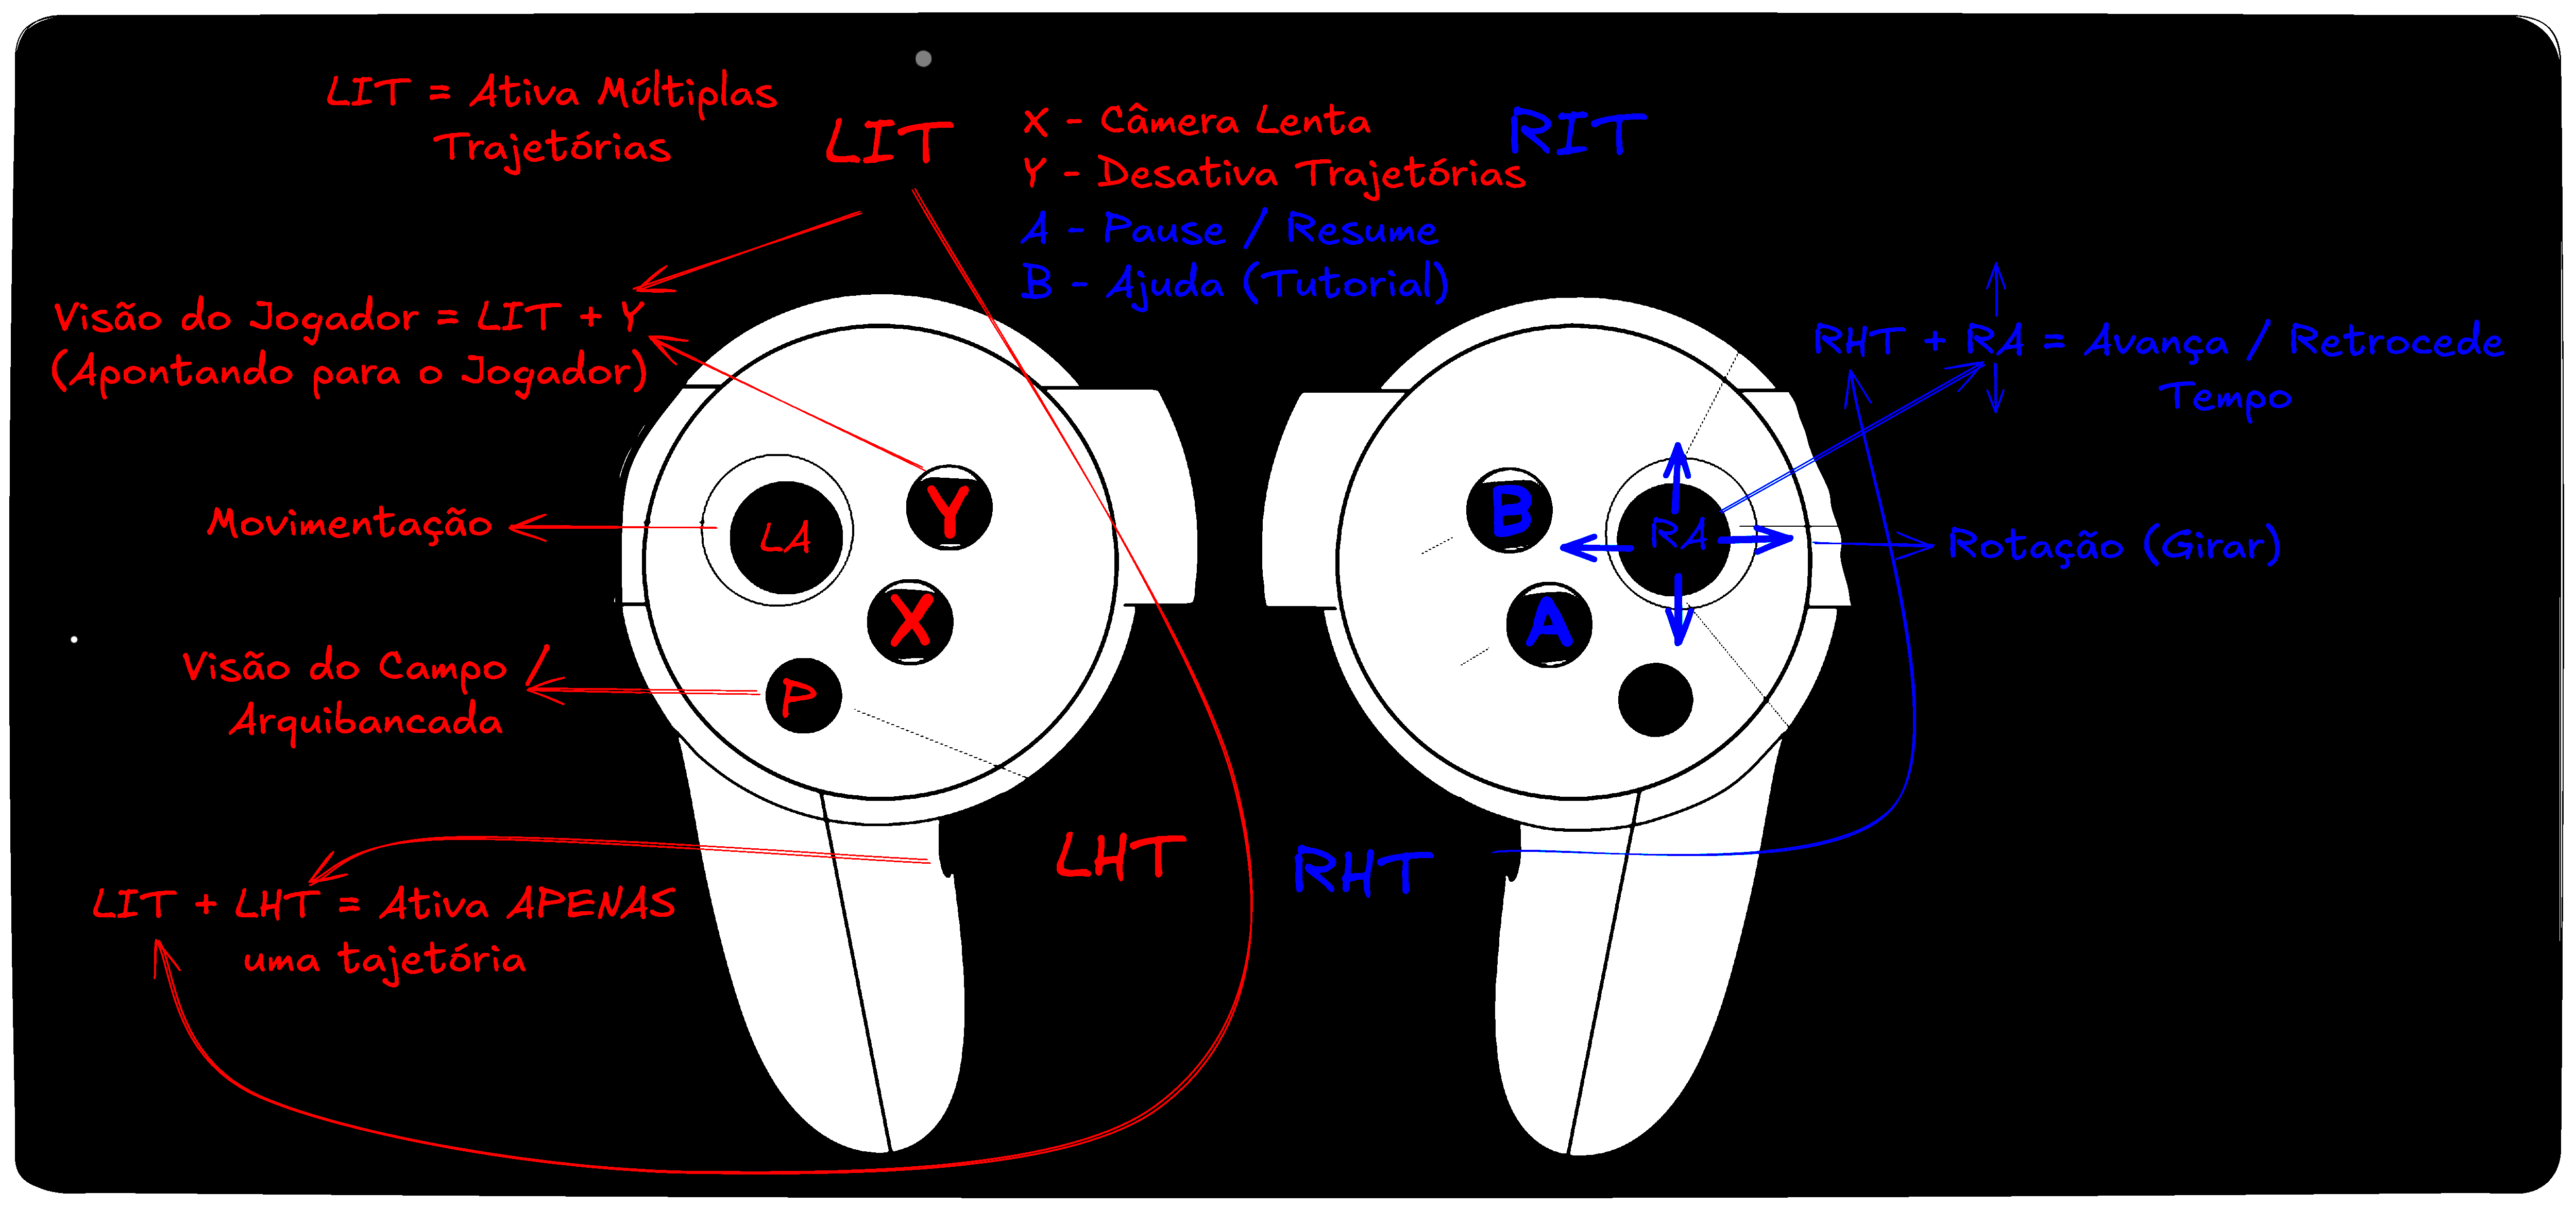 LIT = Ativa Múltiplas
Trajetórias
LIT
X - Câmera Lenta
Y - Desativa Trajetórias
A - Pause / Resume
B - Ajuda (Tutorial)
RIT
Visão do Jogador = LIT + Y
(Apontando para o Jogador)
RHT + RA = Avança / Retrocede
Tempo
Movimentação
LA
Y
X
P
B
A
RA
Rotação (Girar)
Visão do Campo /
Arquibancada
LHT
RHT
LIT + LHT = Ativa APENAS
uma tajetória